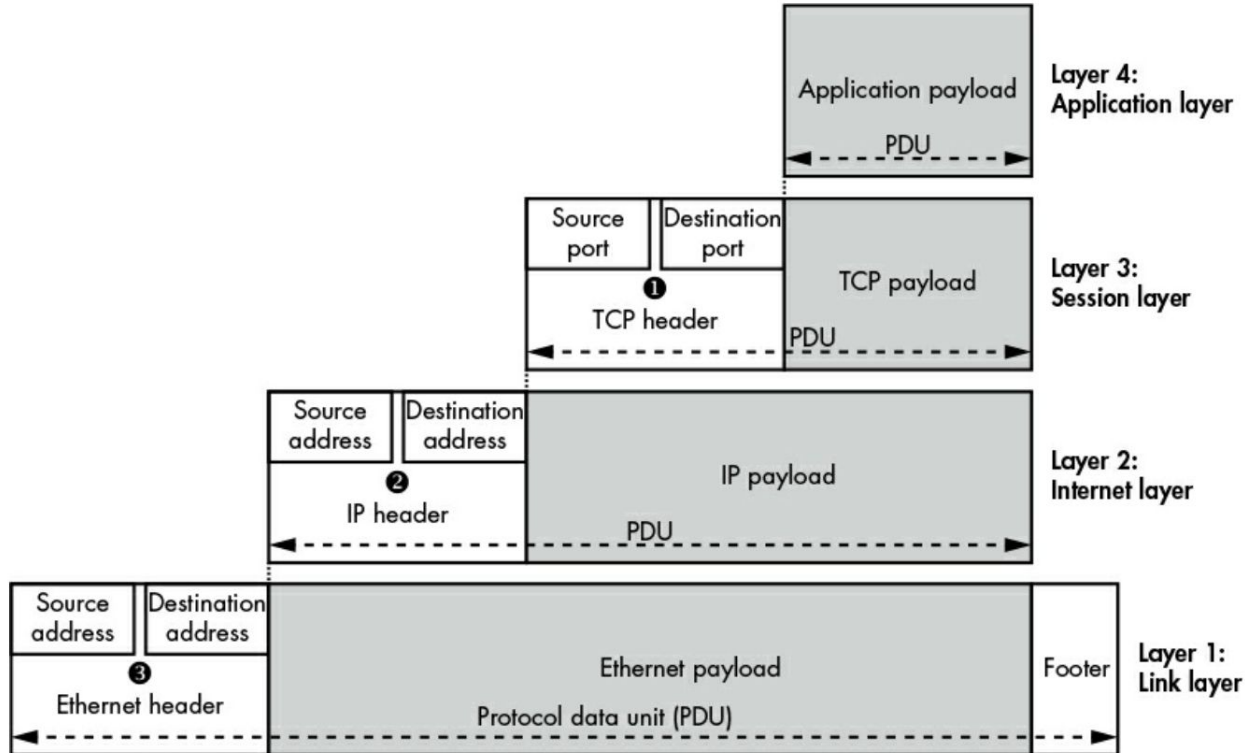 Application payload
PDU
Layer 4:
Application layer
Source
port
Destination
port
❶
TCP header
TCP payload
PDU
Layer 3:
Session layer
Source
address
Destination
address
❷
IP header
IP payload
PDU
Layer 2:
Internet layer
Source
address
Destination
address
❸
Ethernet header
Ethernet payload
Protocol data unit (PDU)
Footer
Layer 1:
Link layer